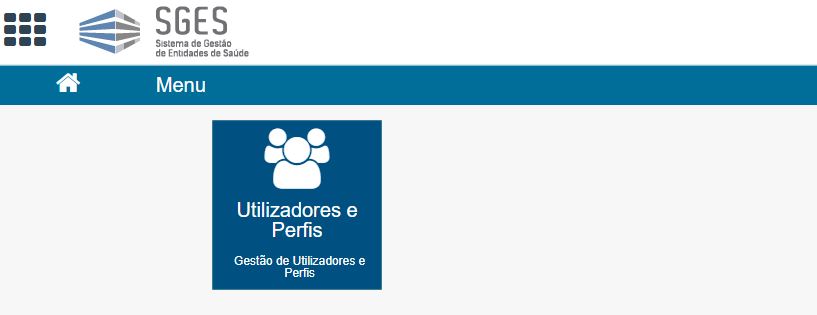 SGES
Sistema de Gestão
de Entidades de Saúde
Menu
Utilizadores e
Perfis
Gestão de Utilizadores e
Perfis